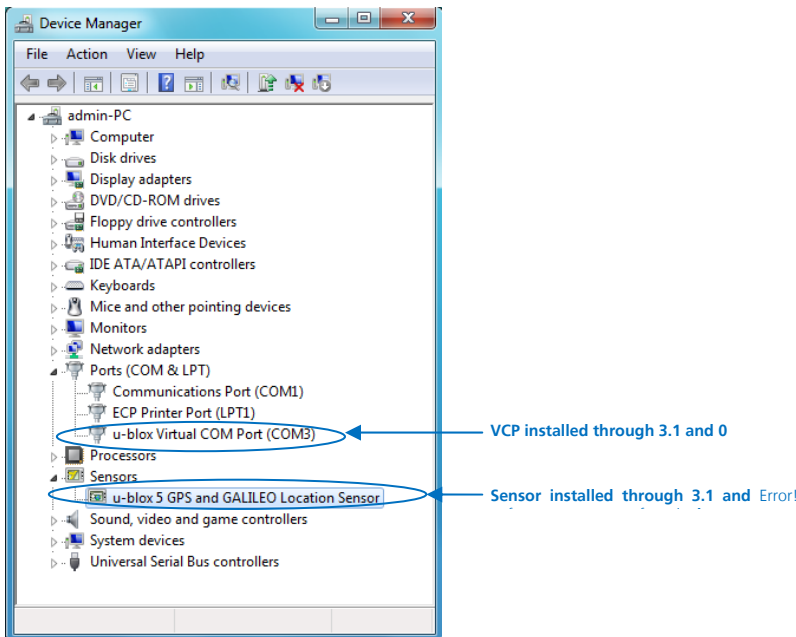 Device Manager
File Action View Help
admin-PC
Computer
Disk drives
Display adapters
DVD/CD-ROM drives
Floppy drive controllers
Human Interface Devices
IDE ATA/ATAPI controllers
Keyboards
Mice and other pointing devices
Monitors
Network adapters
Ports (COM & LPT)
Communications Port (COM1)
ECP Printer Port (LPT1)
u-blox Virtual COM Port (COM3)
VCP installed through 3.1 and 0
Processors
Sensors
u-blox 5 GPS and GALILEO Location Sensor
Sensor installed through 3.1 and Error!
Sound, video and game controllers
System devices
Universal Serial Bus controllers